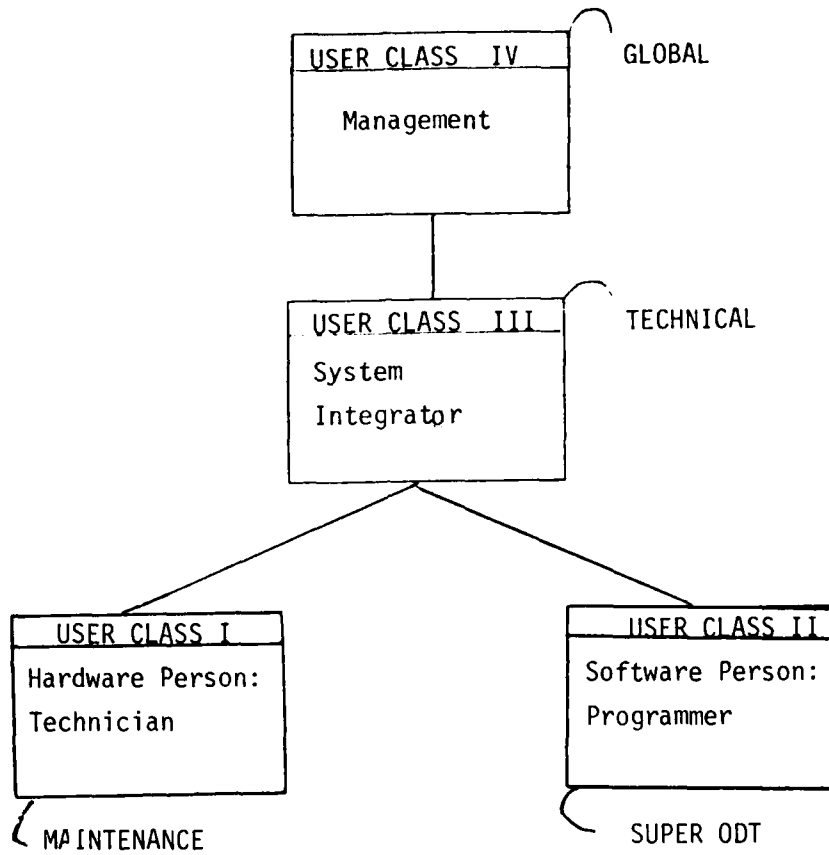 USER CLASS IV
GLOBAL
Management
USER CLASS III
TECHNICAL
System
Integrator
USER CLASS I
Hardware Person:
Technician
MAINTENANCE
USER CLASS II
Software Person:
Programmer
SUPER ODT